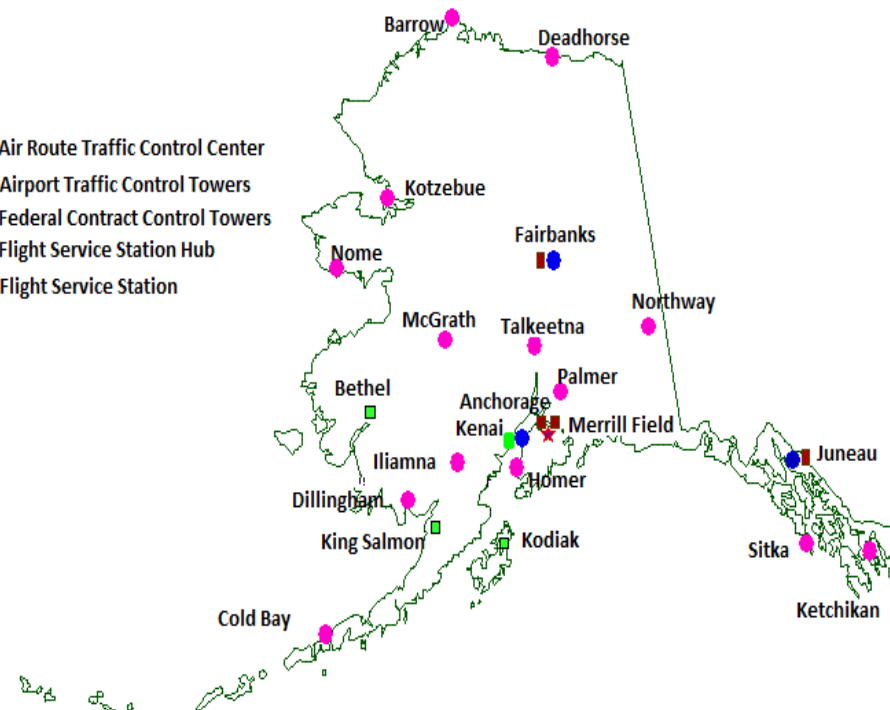 Barrow
Deadhorse
Air Route Traffic Control Center
Airport Traffic Control Towers
Kotzebue
Federal Contract Control Towers
Fairbanks
Flight Service Station Hub
Nome
Flight Service Station
Northway
McGrath
Talkeetna
Palmer
Bethel
Anchorage
Kenai
Merrill Field
Juneau
Iliamna
Homer
Dillingham
King Salmon
Kodiak
Sitka
Ketchikan
Cold Bay